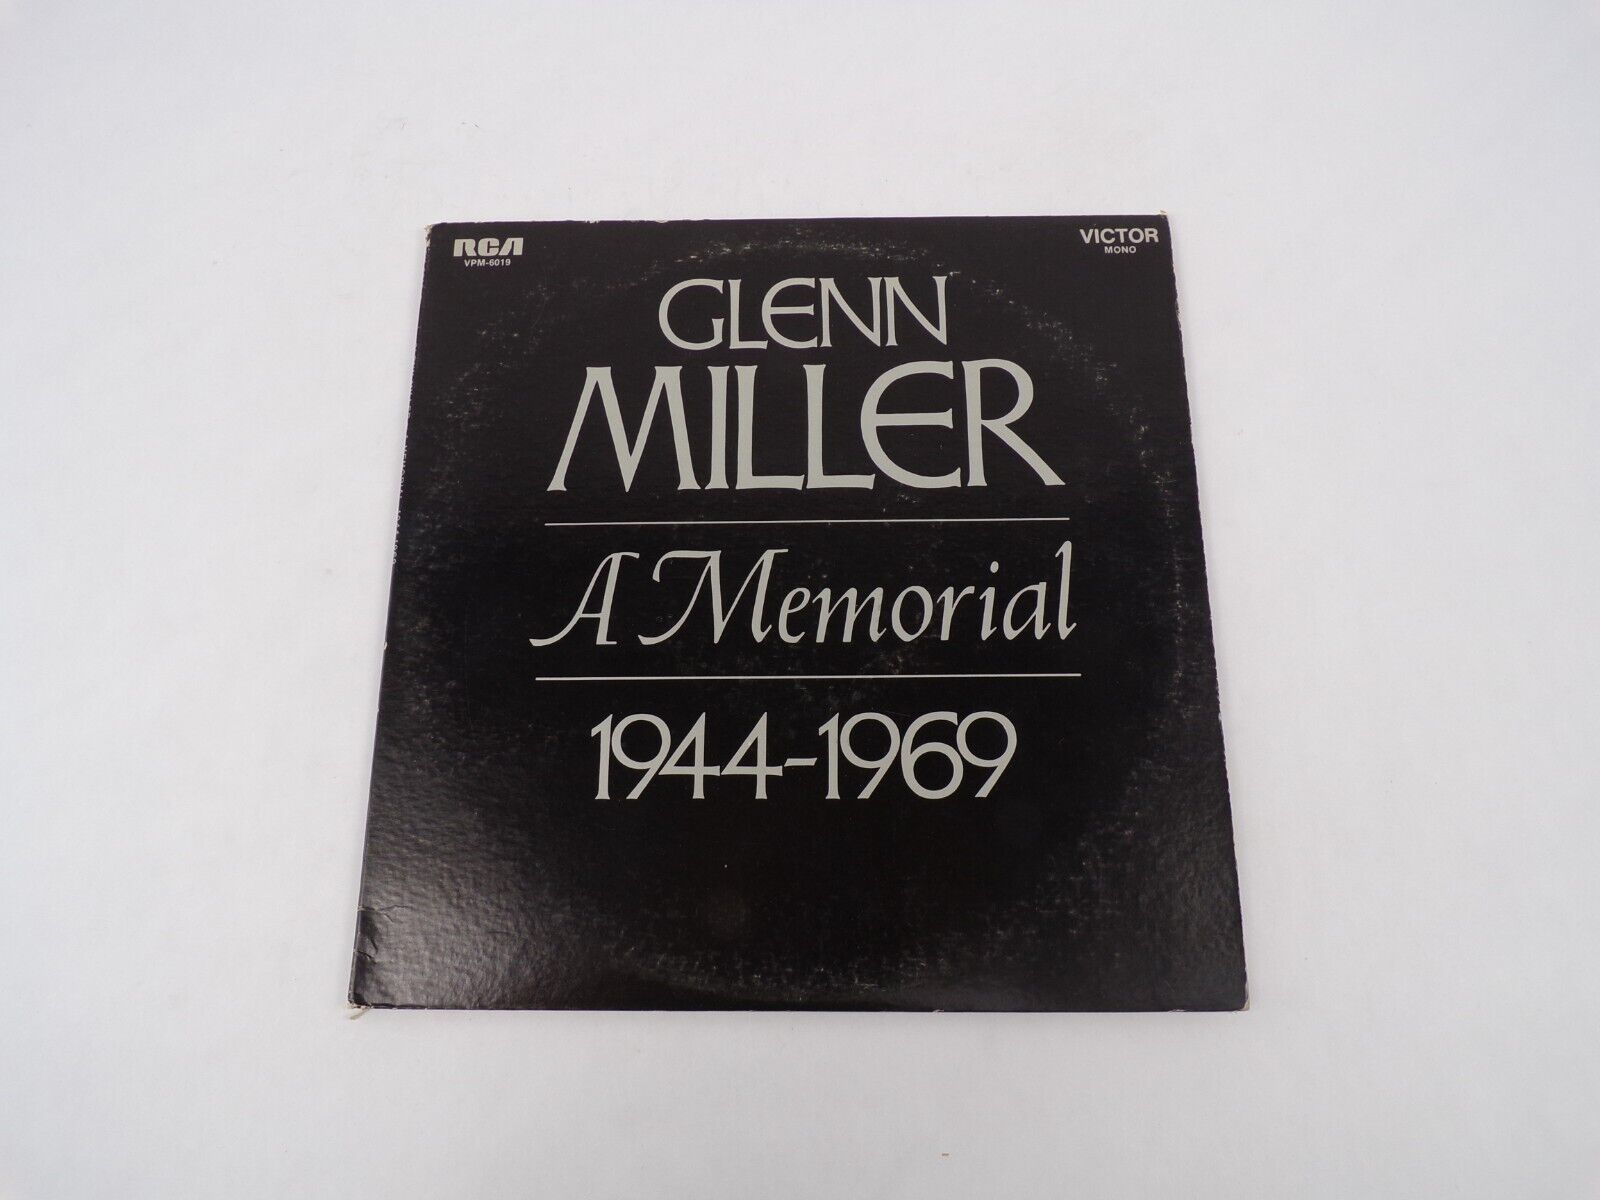 RCA
VPM-6019
VICTOR
MONO
GLENN
MILLER
A Memorial
1944-1969